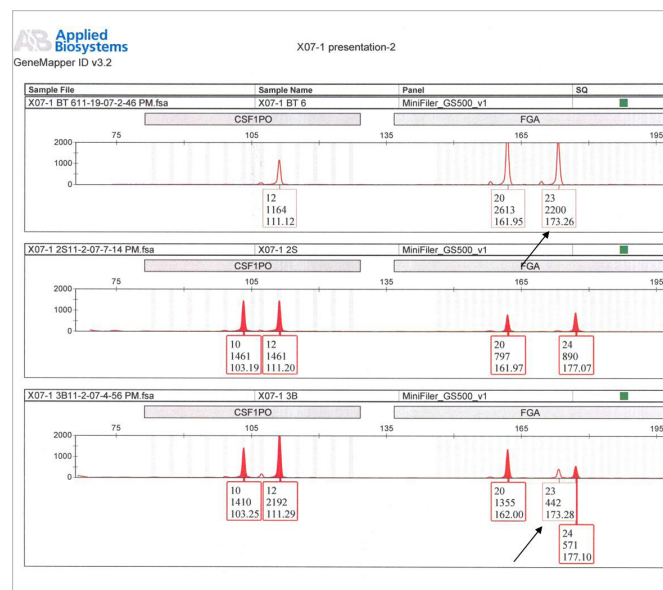 AB Applied
Biosystems
X07-1 presentation-2
GeneMapper ID v3.2
Sample File Sample Name Panel SQ
X07-1 BT 611-19-07-2-46 PM.fsa X07-1 BT 6 MiniFiler_GS500_v1
CSF1PO FGA
75 105 135 165 195
2000
1000
0
12 20 23
1164 2613 2200
111.12 161.95 173.26
X07-1 2S11-2-07-7-14 PM.fsa X07-1 2S MiniFiler_GS500_v1
CSF1PO FGA
75 105 135 165 195
2000
1000
0
10 12 20 24
1461 1461 797 890
103.19 111.20 161.97 177.07
X07-1 3B11-2-07-4-56 PM.fsa X07-1 3B MiniFiler_GS500_v1
CSF1PO FGA
75 105 135 165 195
2000
1000
0
10 12 20 23
1410 2192 1355 442
103.25 111.29 162.00 173.28
24
571
177.10